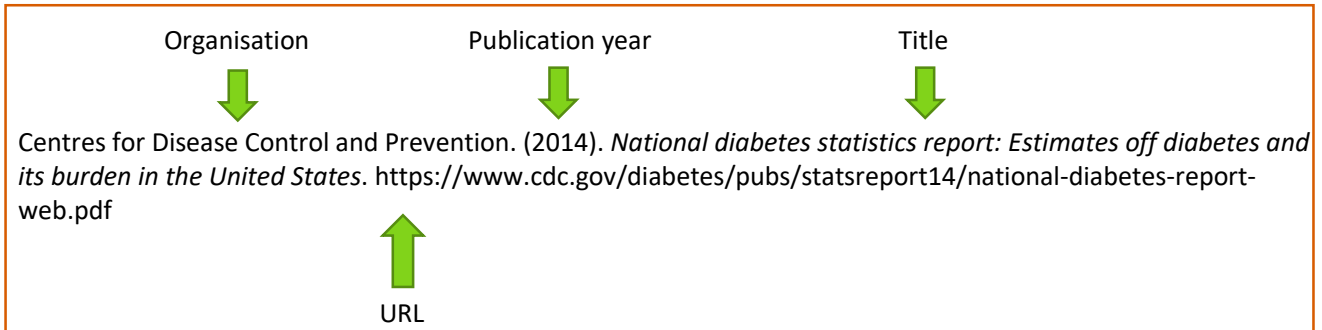 Organisation Publication year Title
Centres for Disease Control and Prevention. (2014). National diabetes statistics report: Estimates off diabetes and
its burden in the United States. https://www.cdc.gov/diabetes/pubs/statsreport14/national-diabetes-report-
web.pdf
URL